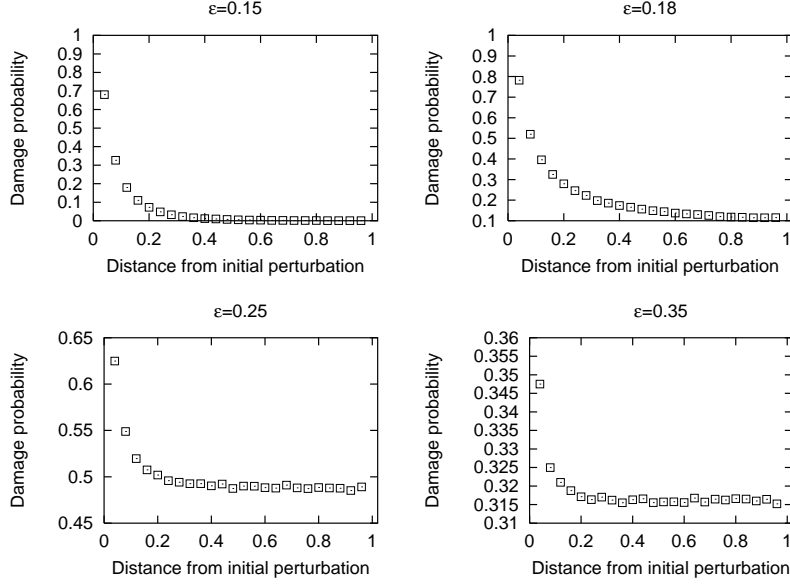 ε=0.15
1
0.9
0.8
0.7
0.6
0.5
0.4
0.3
0.2
0.1
0
Damage probability
0 0.2 0.4 0.6 0.8 1
Distance from initial perturbation
ε=0.18
1
0.9
0.8
0.7
0.6
0.5
0.4
0.3
0.2
0.1
Damage probability
0 0.2 0.4 0.6 0.8 1
Distance from initial perturbation
ε=0.25
0.65
0.6
0.55
0.5
0.45
Damage probability
0 0.2 0.4 0.6 0.8 1
Distance from initial perturbation
ε=0.35
0.36
0.355
0.35
0.345
0.34
0.335
0.33
0.325
0.32
0.315
0.31
Damage probability
0 0.2 0.4 0.6 0.8 1
Distance from initial perturbation